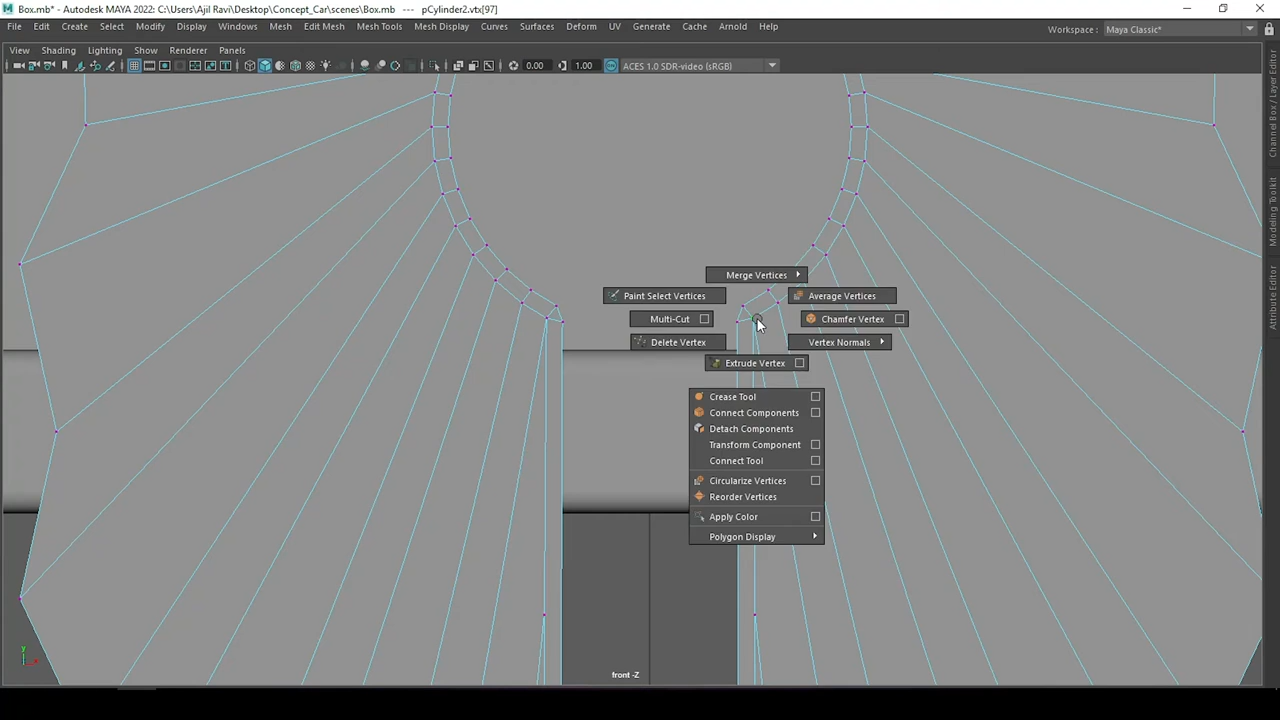 Autodesk MAYA 2022: C:\Users\Ajil Ravi\Desktop\Concept_Car\scenes\Box.mb* --- pCylinder2.vtx[97]
File Edit Create Select Modify Display Windows Mesh Edit Mesh Mesh Tools Mesh Display Curves Surfaces Deform UV Generate Cache Arnold Help
Workspace: Maya Classic*
View Shading Lighting Show Renderer Panels
0.00 1.00 ACES 1.0 SDR-video (sRGB)
Channel Box / Layer Editor
Modeling Toolkit
Attribute Editor
Merge Vertices
Paint Select Vertices Average Vertices
Multi-Cut Chamfer Vertex
Delete Vertex Vertex Normals
Extrude Vertex
Crease Tool
Connect Components
Detach Components
Transform Component
Connect Tool
Circularize Vertices
Reorder Vertices
Apply Color
Polygon Display
y
x
front -Z